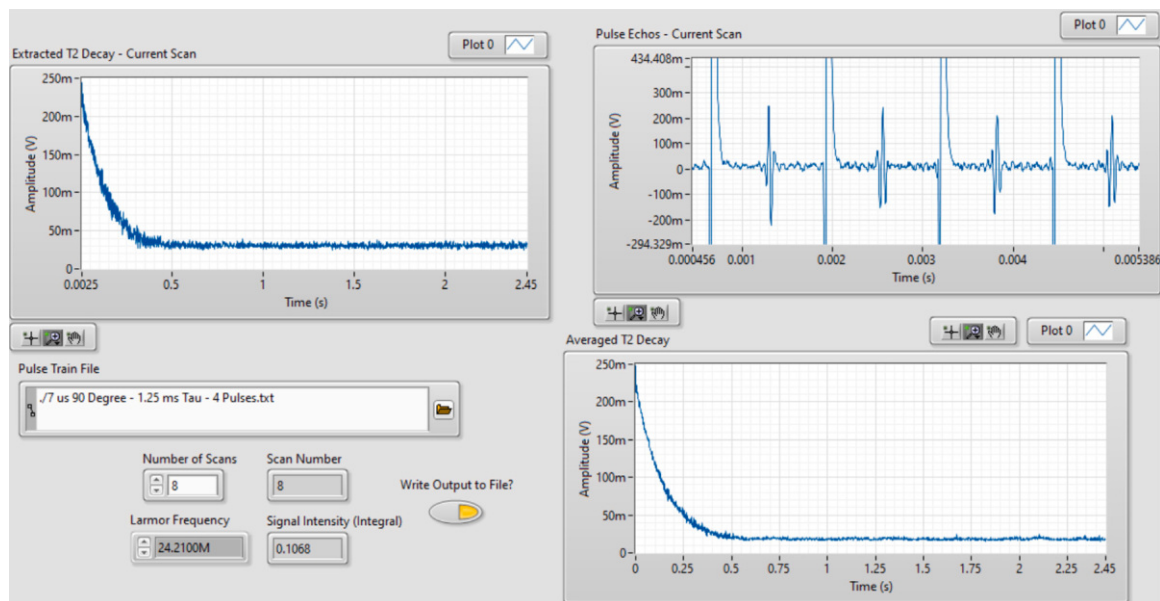 Extracted T2 Decay - Current Scan
Plot 0
250m
200m
150m
100m
50m
0
Amplitude (V)
0.0025 0.5 1 1.5 2 2.45
Time (s)
Pulse Echos - Current Scan
Plot 0
434.408m
300m
200m
100m
0
-100m
-200m
-294.329m
Amplitude (V)
0.000456 0.001 0.002 0.003 0.004 0.005386
Time (s)
Pulse Train File
./7 us 90 Degree - 1.25 ms Tau - 4 Pulses.txt
Number of Scans
8
Scan Number
8
Write Output to File?
Larmor Frequency
24.2100M
Signal Intensity (Integral)
0.1068
Averaged T2 Decay
Plot 0
250m
200m
150m
100m
50m
0
Amplitude (V)
0 0.25 0.5 0.75 1 1.25 1.5 1.75 2 2.25 2.45
Time (s)